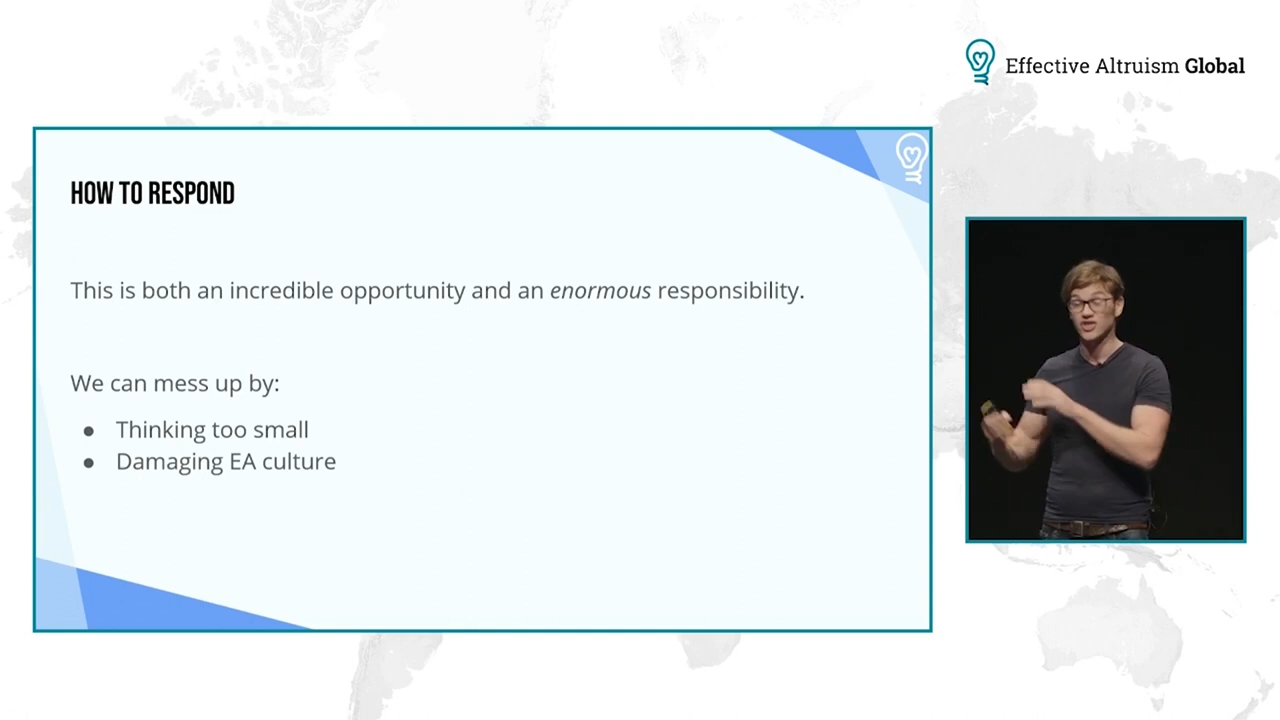 Effective Altruism Global
HOW TO RESPOND
This is both an incredible opportunity and an enormous responsibility.
We can mess up by:
● Thinking too small
● Damaging EA culture